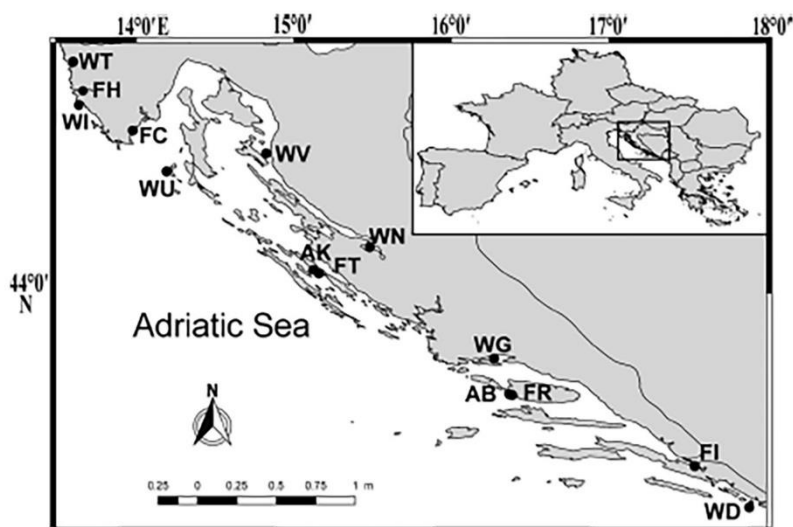 14°0'E 15°0' 16°0' 17°0' 18°0'
WT
FH
WI
FC
WV
WU
WN
AK
FT
44°0'
N
Adriatic Sea
WG
AB FR
N
FI
0.25 0 0.25 0.50 0.75 1 m
WD